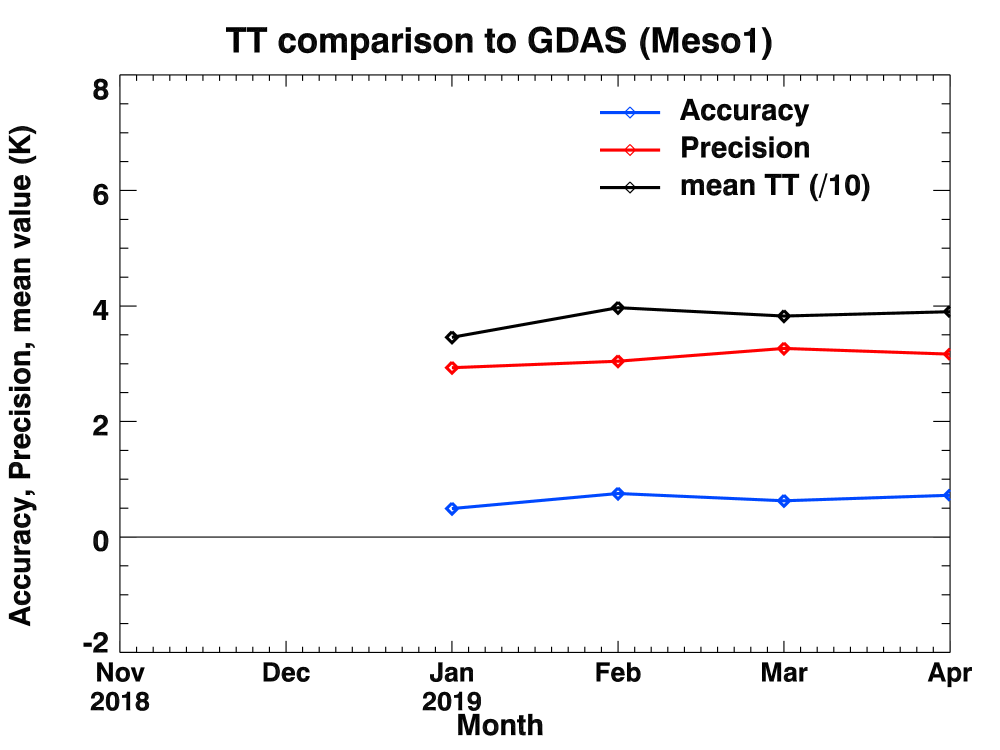 TT comparison to GDAS (Meso1)
Accuracy
Precision
mean TT (/10)
Accuracy, Precision, mean value (K)
8
6
4
2
0
-2
Nov Dec Jan Feb Mar Apr
2018 2019
Month